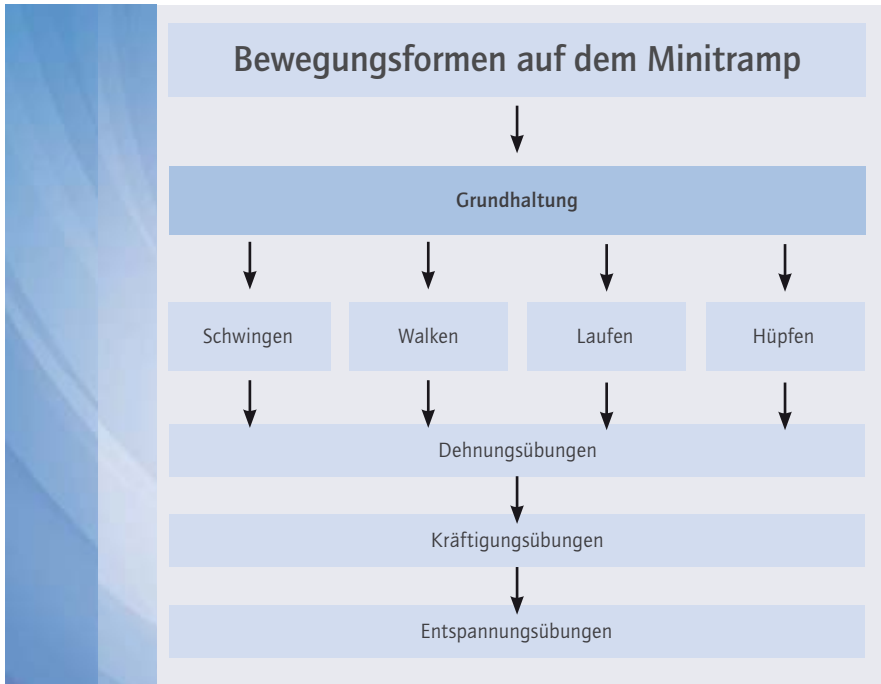 Bewegungsformen auf dem Minitramp
Grundhaltung
Schwingen
Walken
Laufen
Hüpfen
Dehnungsübungen
Kräftigungsübungen
Entspannungsübungen